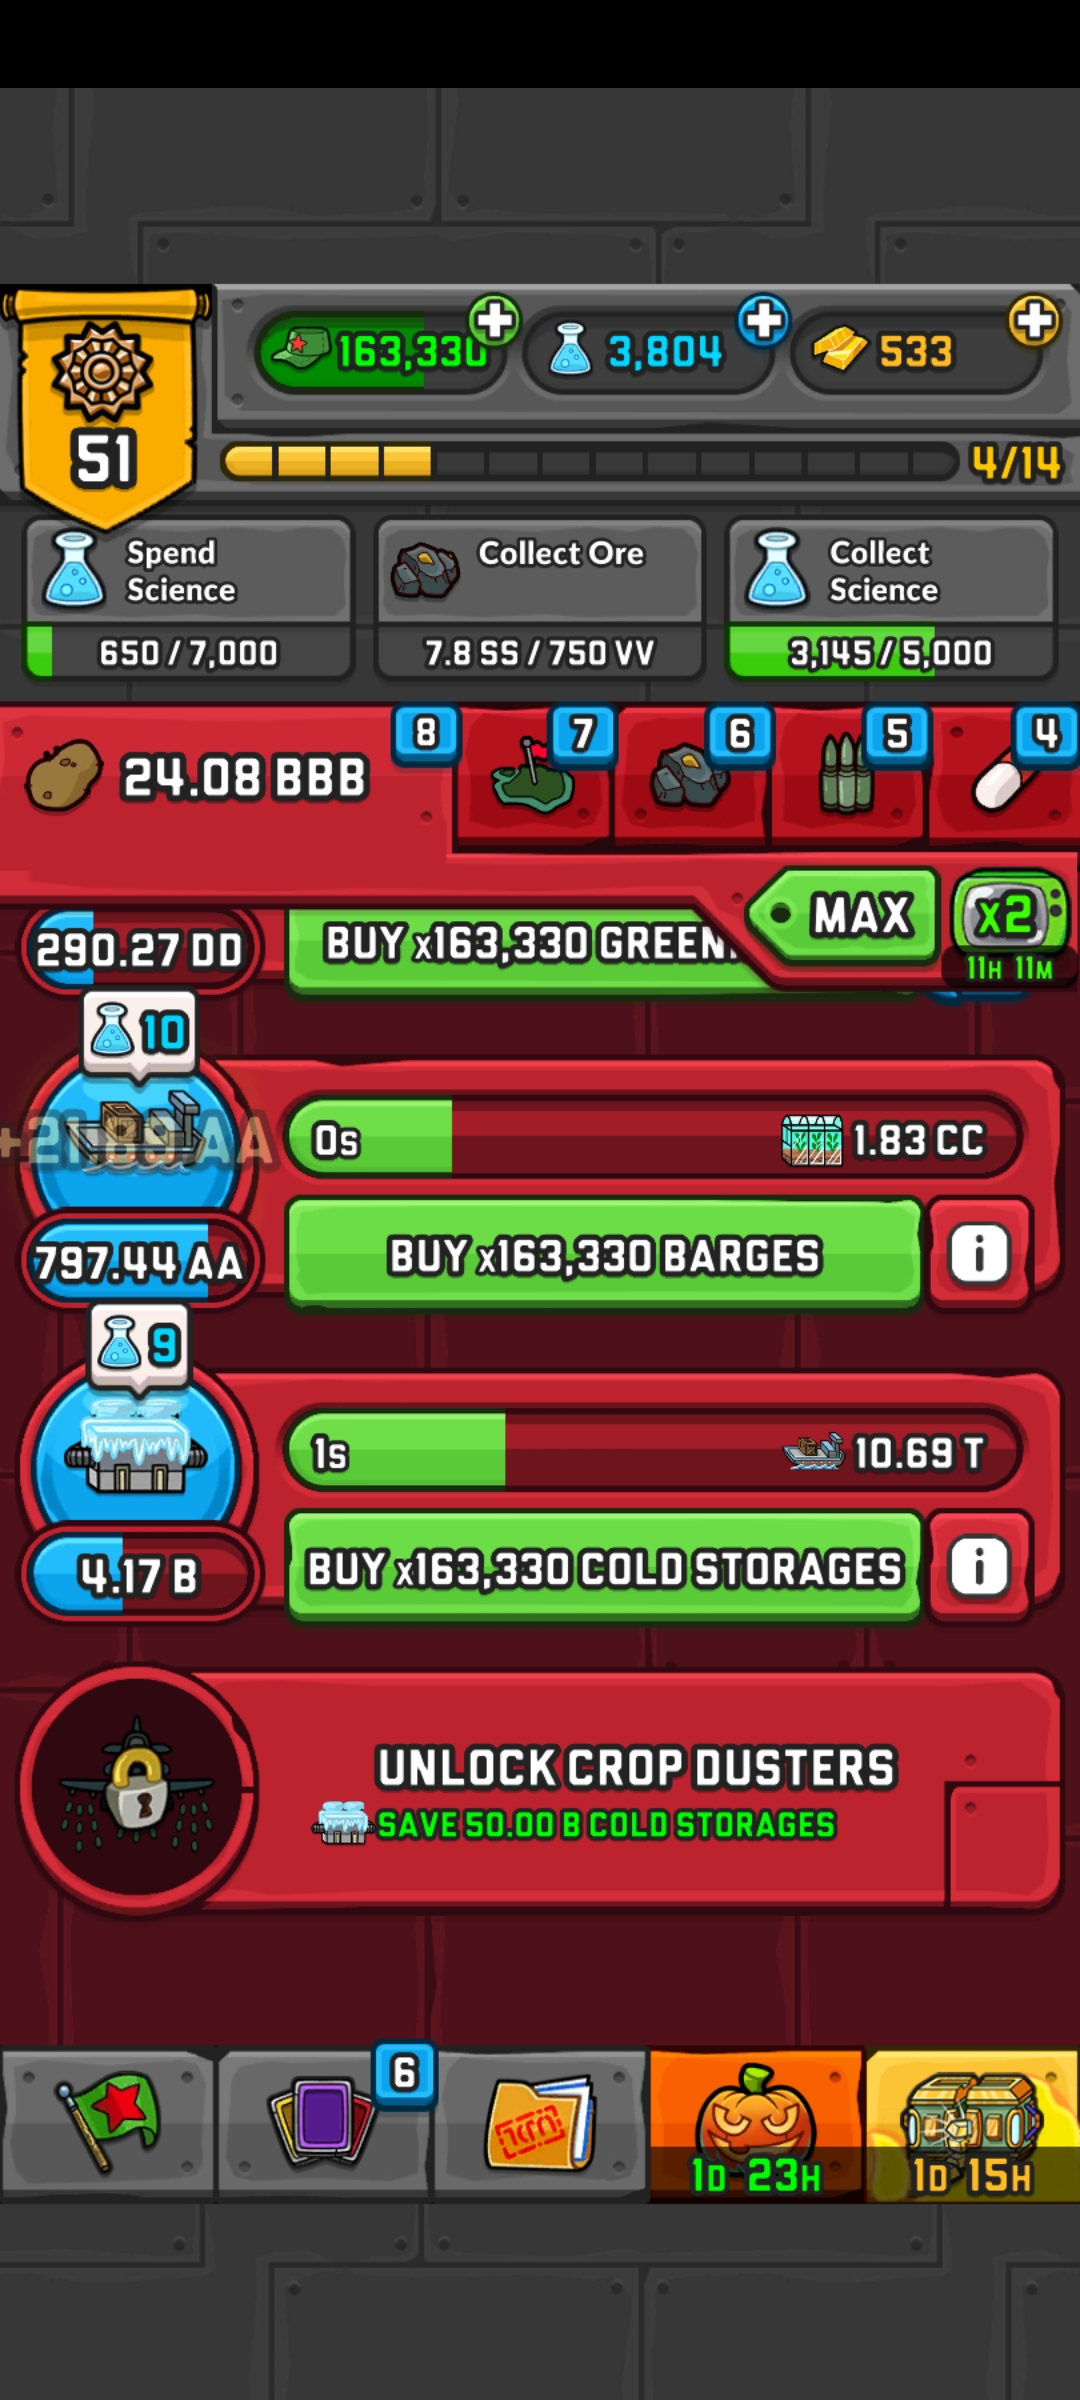 163,330
3,804
533
51
4/14
Spend
Science
650 / 7,000
Collect Ore
7.8 SS / 750 VV
Collect
Science
3,145 / 5,000
24.08 BBB
8
7
6
5
4
MAX
x2
11H 11M
290.27 DD
BUY x163,330 GREEN
10
0s
1.83 CC
797.44 AA
BUY x163,330 BARGES
i
9
1s
10.69 T
4.17 B
BUY x163,330 COLD STORAGES
i
UNLOCK CROP DUSTERS
SAVE 50.00 B COLD STORAGES
6
1D 23H
1D 15H